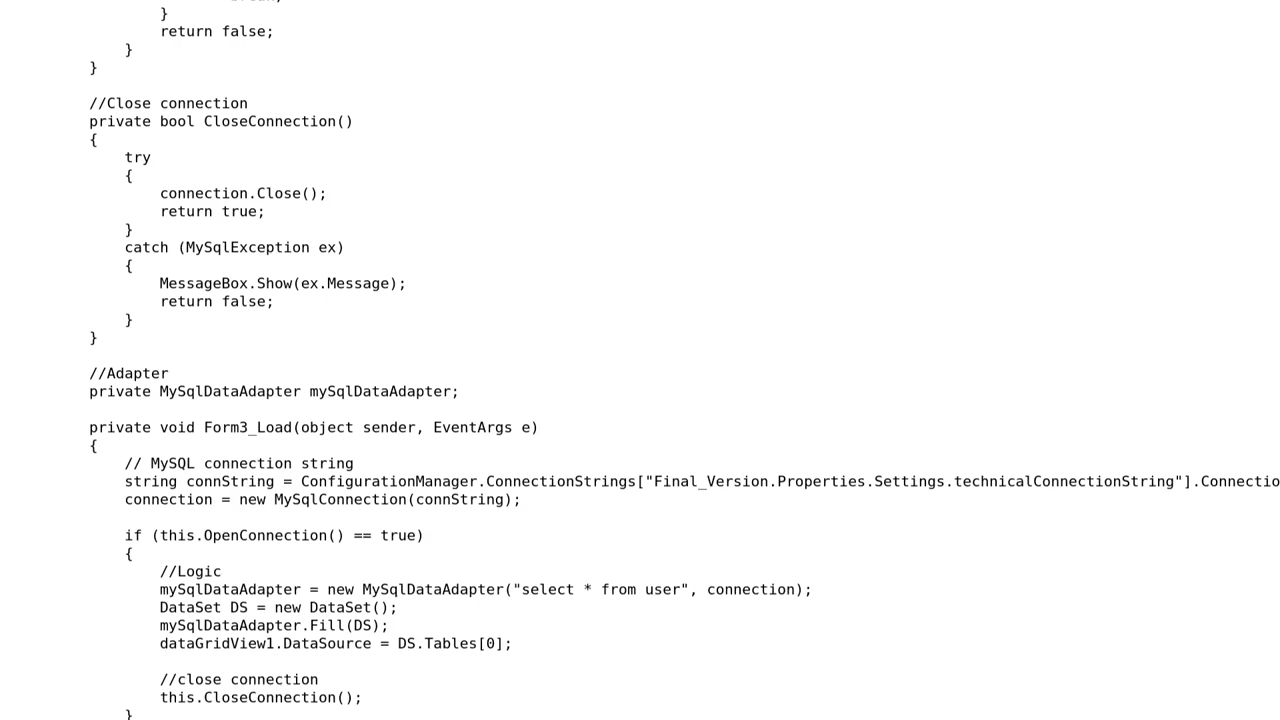 }
return false;
}
}
//Close connection
private bool CloseConnection()
{
try
{
connection.Close();
return true;
}
catch (MySqlException ex)
{
MessageBox.Show(ex.Message);
return false;
}
}
//Adapter
private MySqlDataAdapter mySqlDataAdapter;
private void Form3_Load(object sender, EventArgs e)
{
// MySQL connection string
string connString = ConfigurationManager.ConnectionStrings["Final_Version.Properties.Settings.technicalConnectionString"].Connectio
connection = new MySqlConnection(connString);
if (this.OpenConnection() == true)
{
//Logic
mySqlDataAdapter = new MySqlDataAdapter("select * from user", connection);
DataSet DS = new DataSet();
mySqlDataAdapter.Fill(DS);
dataGridView1.DataSource = DS.Tables[0];
//close connection
this.CloseConnection();
}